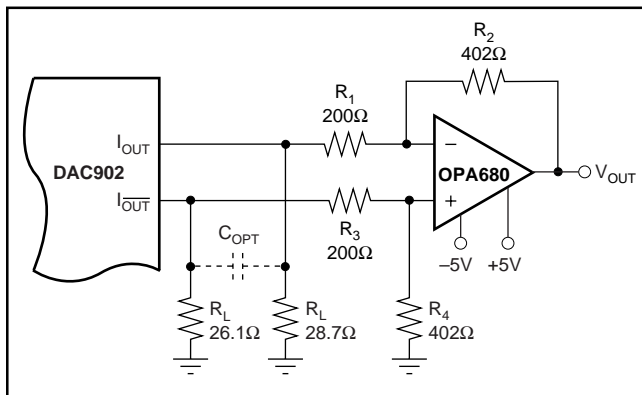 R2
402Ω
R1
200Ω
DAC902
IOUT
IOUT
OPA680
−
+
VOUT
COPT
R3
200Ω
−5V
+5V
RL
26.1Ω
RL
28.7Ω
R4
402Ω